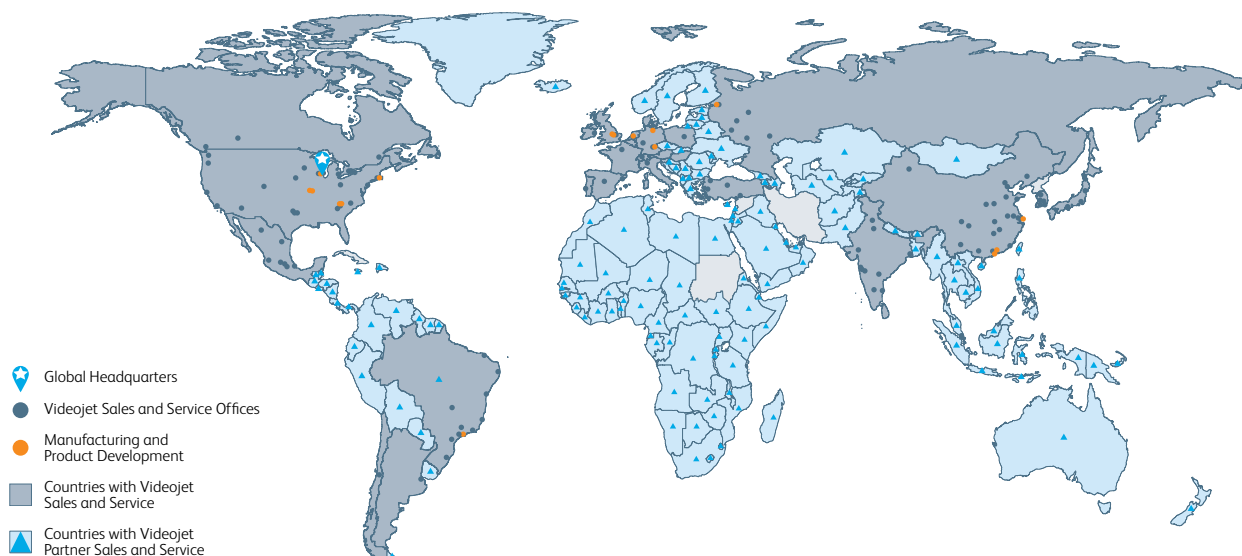 Global Headquarters
Videojet Sales and Service Offices
Manufacturing and
Product Development
Countries with Videojet
Sales and Service
Countries with Videojet
Partner Sales and Service